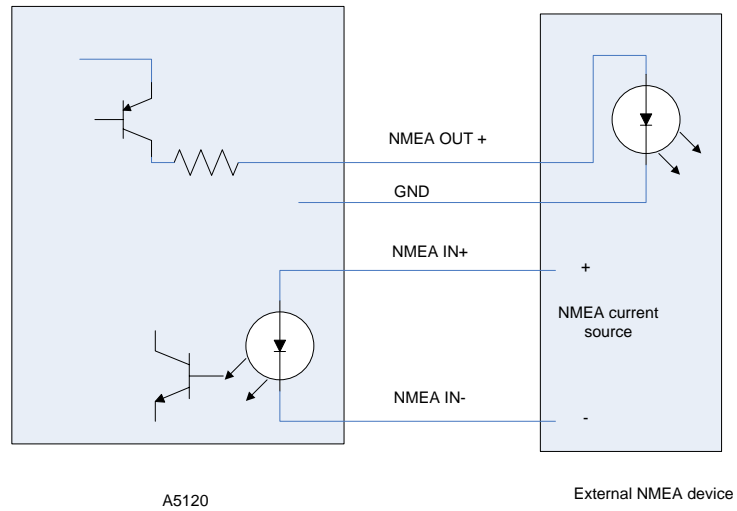 NMEA OUT +
GND
NMEA IN+
+
NMEA current
source
NMEA IN-
-
A5120
External NMEA device